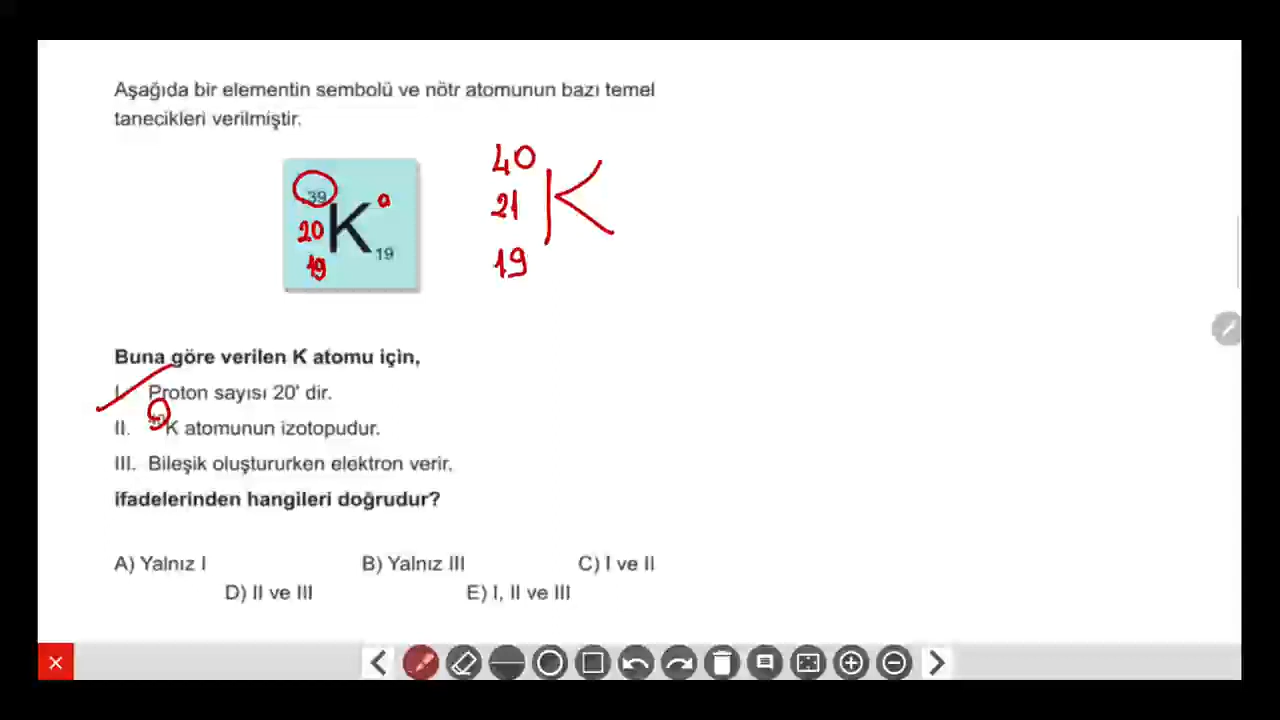 Aşağıda bir elementin sembolü ve nötr atomunun bazı temel
tanecikleri verilmiştir.
39
20 K 0
19 19
40
21 K
19
Buna göre verilen K atomu için,
I. Proton sayısı 20' dir.
II. K atomunun izotopudur.
III. Bileşik oluştururken elektron verir.
ifadelerinden hangileri doğrudur?
A) Yalnız I B) Yalnız III C) I ve II
D) II ve III E) I, II ve III